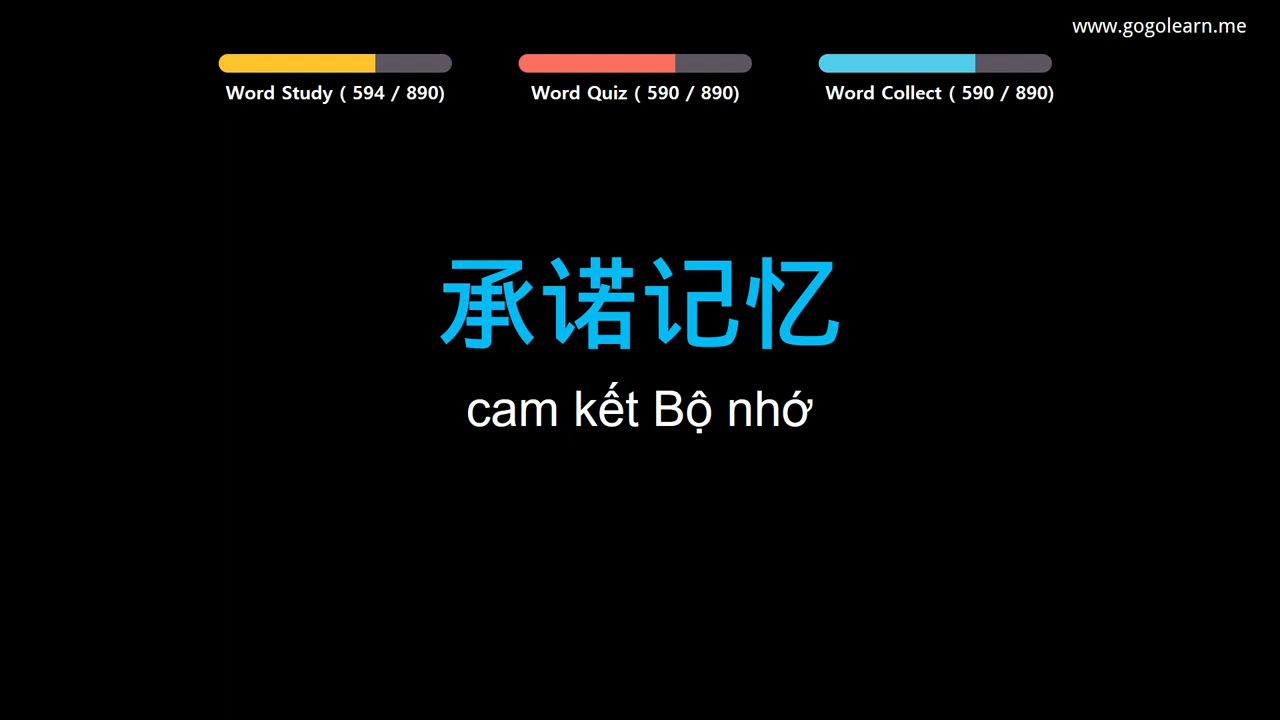 www.gogolearn.me
Word Study ( 594 / 890)
Word Quiz ( 590 / 890)
Word Collect ( 590 / 890)
承诺记忆
cam kết Bộ nhớ